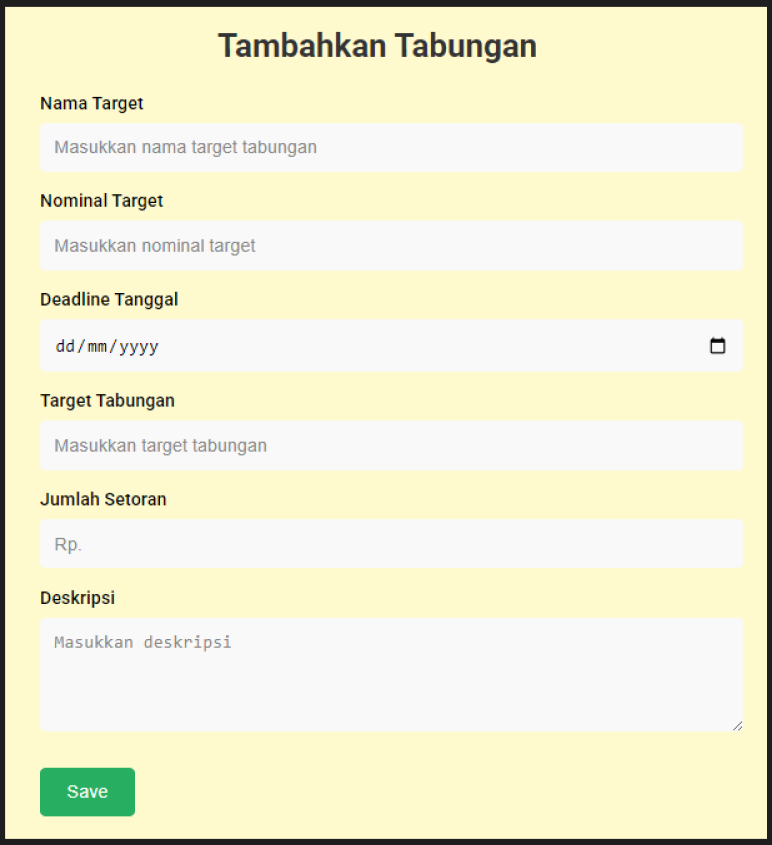 Tambahkan Tabungan
Nama Target
Masukkan nama target tabungan
Nominal Target
Masukkan nominal target
Deadline Tanggal
dd/mm/yyyy
Target Tabungan
Masukkan target tabungan
Jumlah Setoran
Rp.
Deskripsi
Masukkan deskripsi
Save